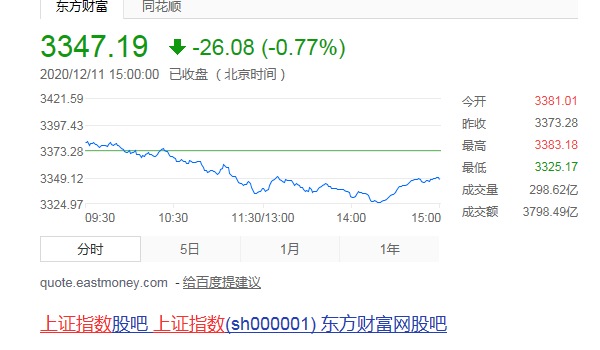 东方财富 同花顺
3347.19 -26.08 (-0.77%)
2020/12/11 15:00:00 已收盘 ( 北京时间 )
3421.59
3397.43
3373.28
3349.12
3324.97
09:30 10:30 11:30/13:00 14:00 15:00
今开 3381.01
昨收 3373.28
最高 3383.18
最低 3325.17
成交量 298.62亿
成交额 3798.49亿
分时 5日 1月 1年
quote.eastmoney.com - 给百度提建议
上证指数股吧_上证指数(sh000001)_东方财富网股吧